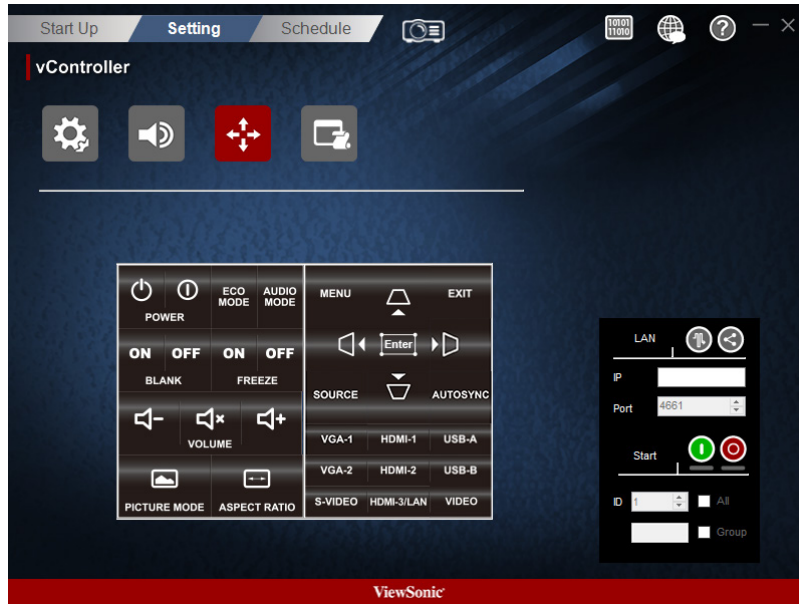 Start Up Setting Schedule
10101
11010
?
vController
ECO
MODE
AUDIO
MODE
POWER
ON OFF ON OFF
BLANK FREEZE
VOLUME
PICTURE MODE ASPECT RATIO
MENU EXIT
Enter
SOURCE AUTOSYNC
VGA-1 HDMI-1 USB-A
VGA-2 HDMI-2 USB-B
S-VIDEO HDMI-3/LAN VIDEO
LAN
IP
Port 4661
Start
ID 1 All
Group
ViewSonic